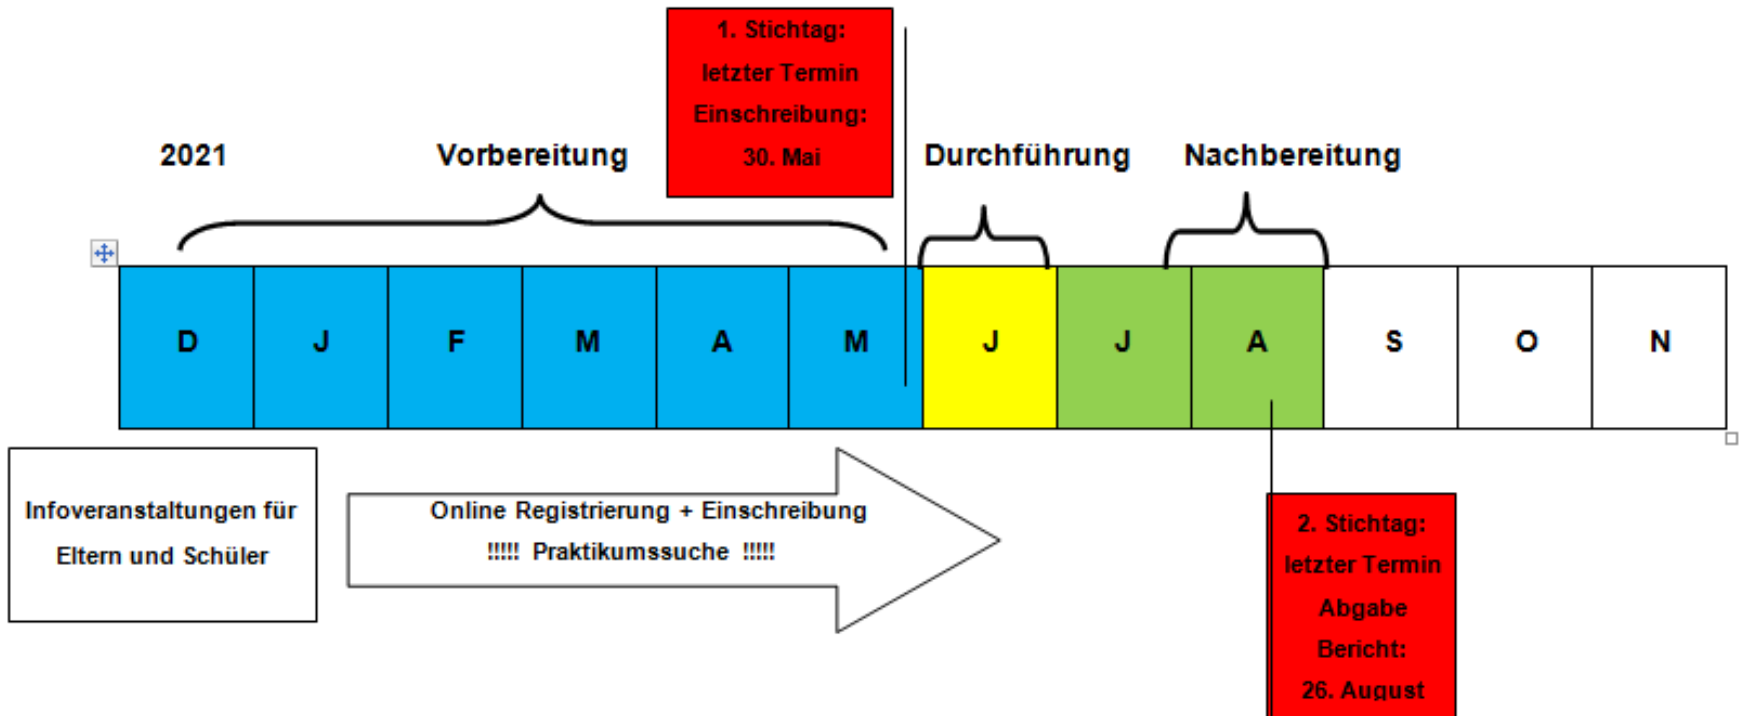 1. Stichtag:
letzter Termin
Einschreibung:
30. Mai
2021
Vorbereitung
Durchführung
Nachbereitung
D J F M A M J J A S O N
Infoveranstaltungen für
Eltern und Schüler
Online Registrierung + Einschreibung
!!!!! Praktikumssuche !!!!!
2. Stichtag:
letzter Termin
Abgabe
Bericht:
26. August